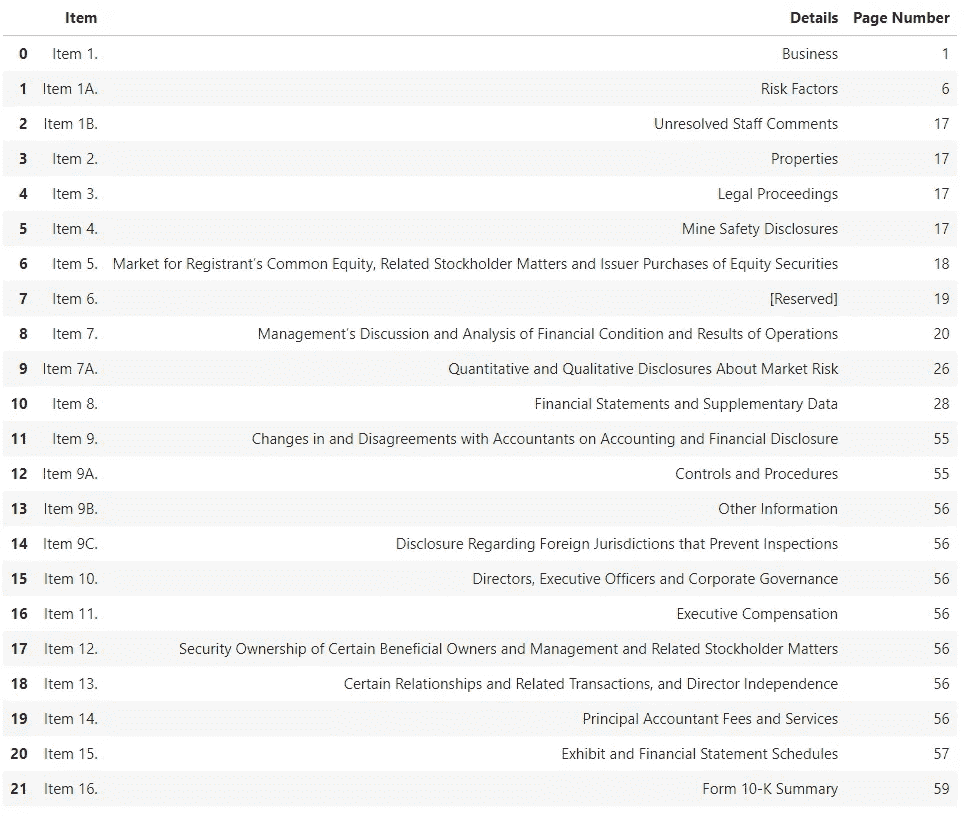 Item Details Page Number
0 Item 1. Business 1
1 Item 1A. Risk Factors 6
2 Item 1B. Unresolved Staff Comments 17
3 Item 2. Properties 17
4 Item 3. Legal Proceedings 17
5 Item 4. Mine Safety Disclosures 17
6 Item 5. Market for Registrant's Common Equity, Related Stockholder Matters and Issuer Purchases of Equity Securities 18
7 Item 6. [Reserved] 19
8 Item 7. Management's Discussion and Analysis of Financial Condition and Results of Operations 20
9 Item 7A. Quantitative and Qualitative Disclosures About Market Risk 26
10 Item 8. Financial Statements and Supplementary Data 28
11 Item 9. Changes in and Disagreements with Accountants on Accounting and Financial Disclosure 55
12 Item 9A. Controls and Procedures 55
13 Item 9B. Other Information 56
14 Item 9C. Disclosure Regarding Foreign Jurisdictions that Prevent Inspections 56
15 Item 10. Directors, Executive Officers and Corporate Governance 56
16 Item 11. Executive Compensation 56
17 Item 12. Security Ownership of Certain Beneficial Owners and Management and Related Stockholder Matters 56
18 Item 13. Certain Relationships and Related Transactions, and Director Independence 56
19 Item 14. Principal Accountant Fees and Services 56
20 Item 15. Exhibit and Financial Statement Schedules 57
21 Item 16. Form 10-K Summary 59